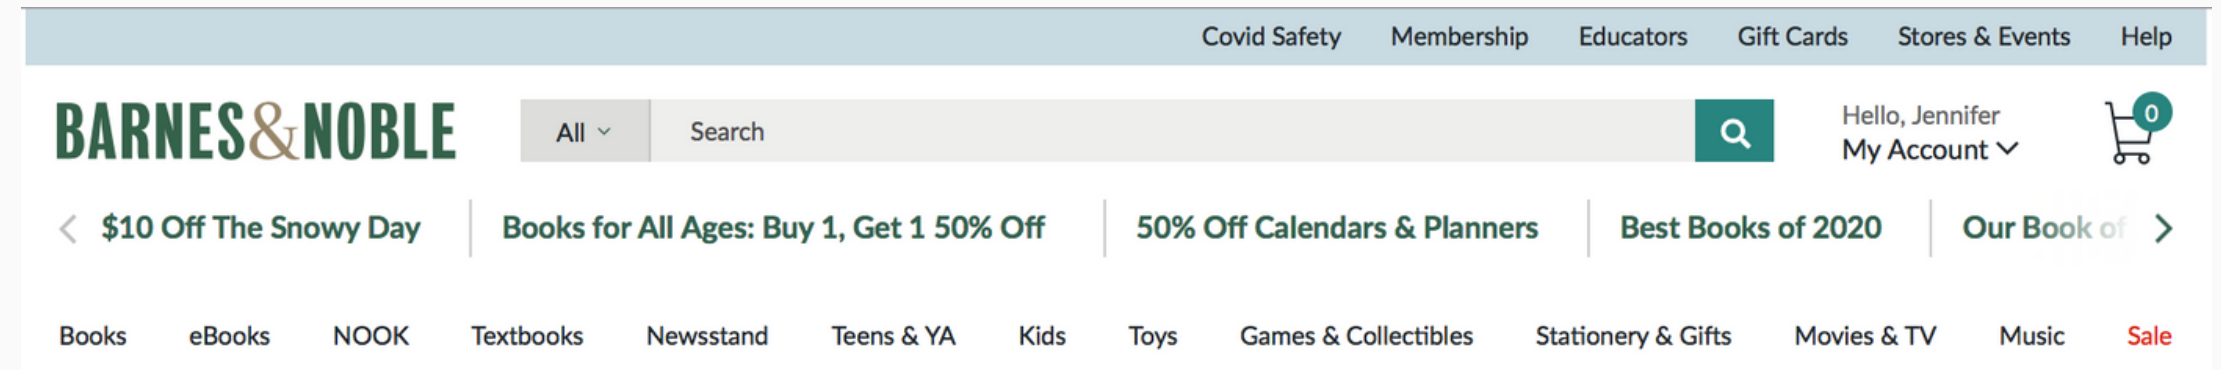 Covid Safety Membership Educators Gift Cards Stores & Events Help
BARNES&NOBLE All Search Hello, Jennifer 0
My Account
$10 Off The Snowy Day Books for All Ages: Buy 1, Get 1 50% Off 50% Off Calendars & Planners Best Books of 2020 Our Book of
Books eBooks NOOK Textbooks Newsstand Teens & YA Kids Toys Games & Collectibles Stationery & Gifts Movies & TV Music Sale